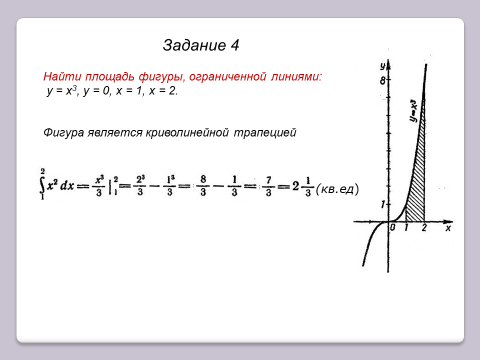 Задание 4
Найти площадь фигуры, ограниченной линиями:
y = x³, y = 0, x = 1, x = 2.
Фигура является криволинейной трапецией
∫₁² x² dx = x³/3 |₁² = 2³/3 − 1³/3 = 8/3 − 1/3 = 7/3 = 2 1/3 (кв.ед)
y
8
y=x³
1
0 1 2 x